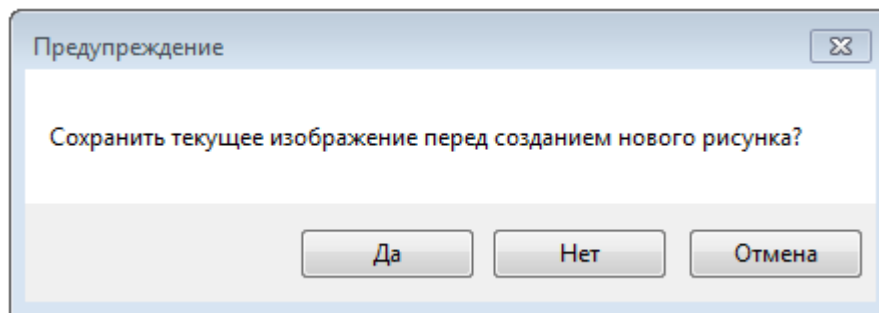 Предупреждение
Сохранить текущее изображение перед созданием нового рисунка?
Да Нет Отмена